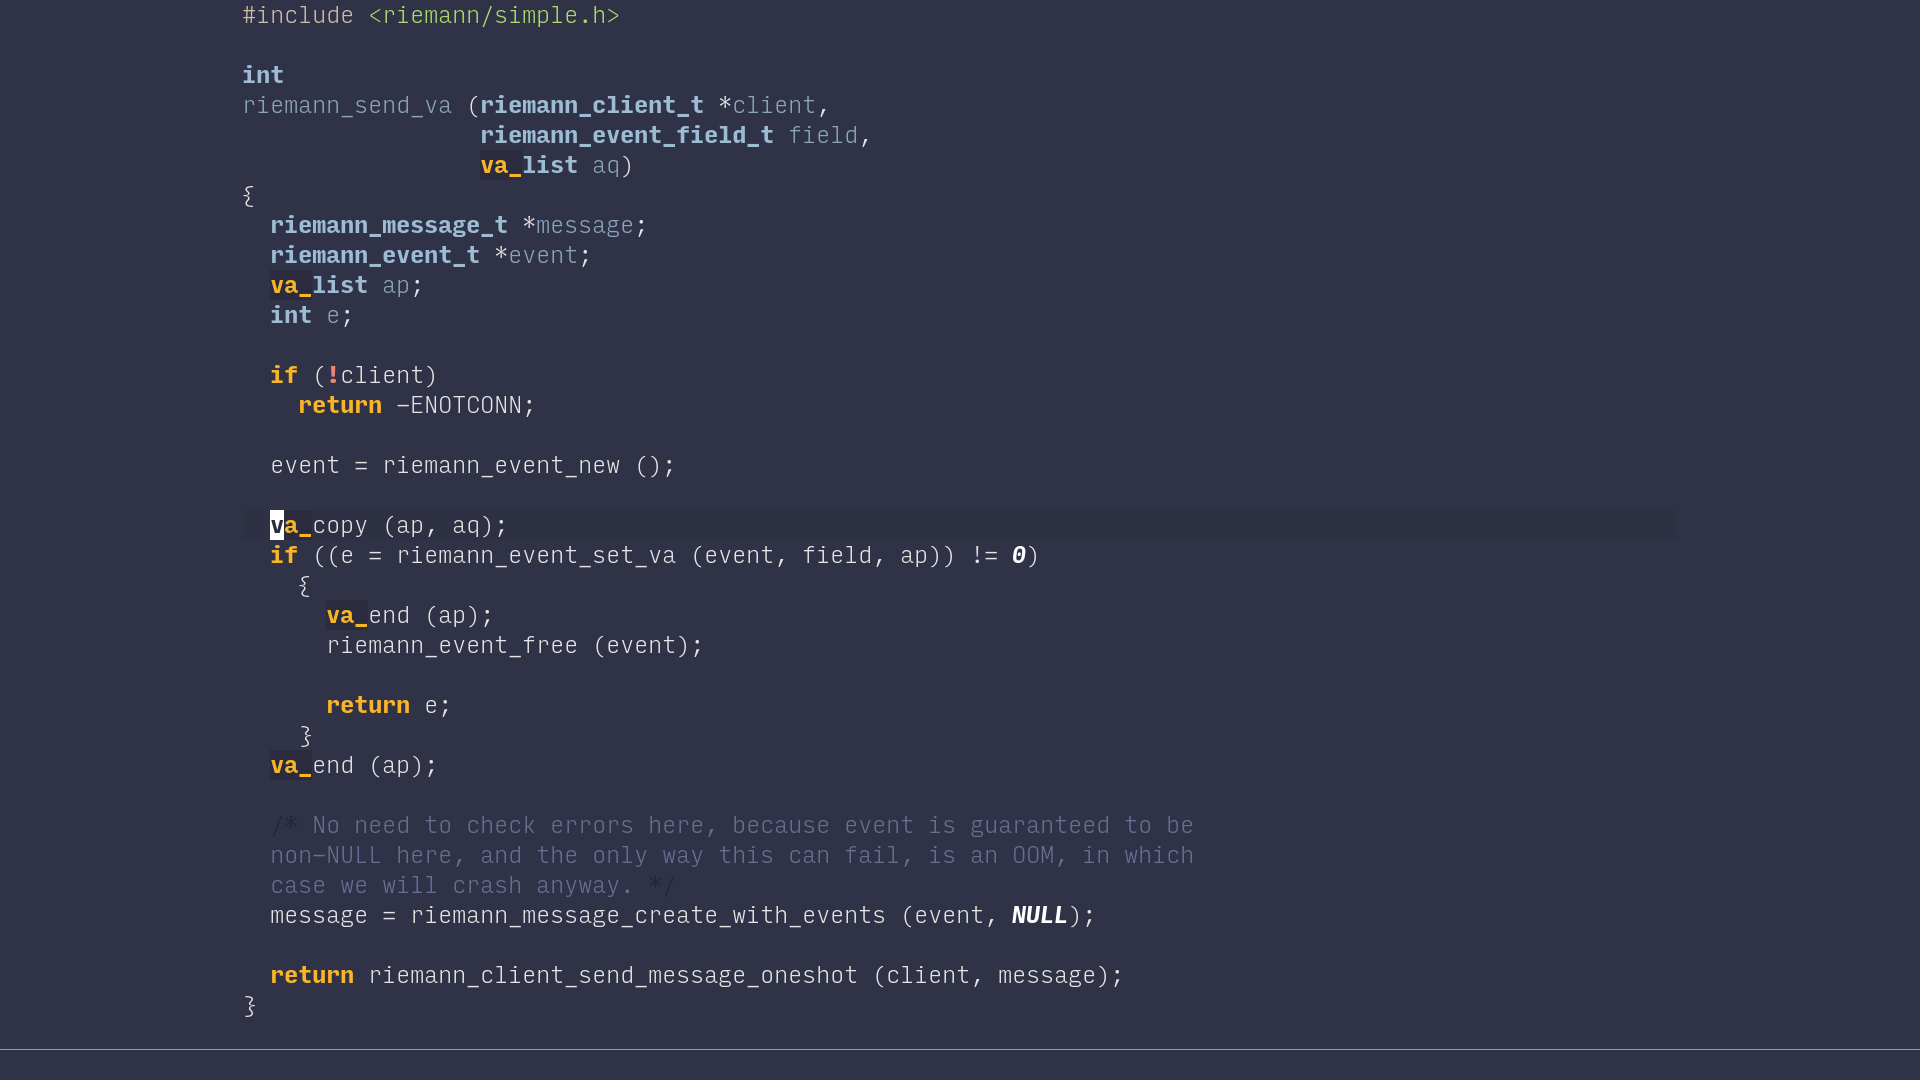 #include <riemann/simple.h>
int
riemann_send_va (riemann_client_t *client,
riemann_event_field_t field,
va_list aq)
{
riemann_message_t *message;
riemann_event_t *event;
va_list ap;
int e;
if (!client)
return -ENOTCONN;
event = riemann_event_new ();
va_copy (ap, aq);
if ((e = riemann_event_set_va (event, field, ap)) != 0)
{
va_end (ap);
riemann_event_free (event);
return e;
}
va_end (ap);
/* No need to check errors here, because event is guaranteed to be
non-NULL here, and the only way this can fail, is an OOM, in which
case we will crash anyway. */
message = riemann_message_create_with_events (event, NULL);
return riemann_client_send_message_oneshot (client, message);
}